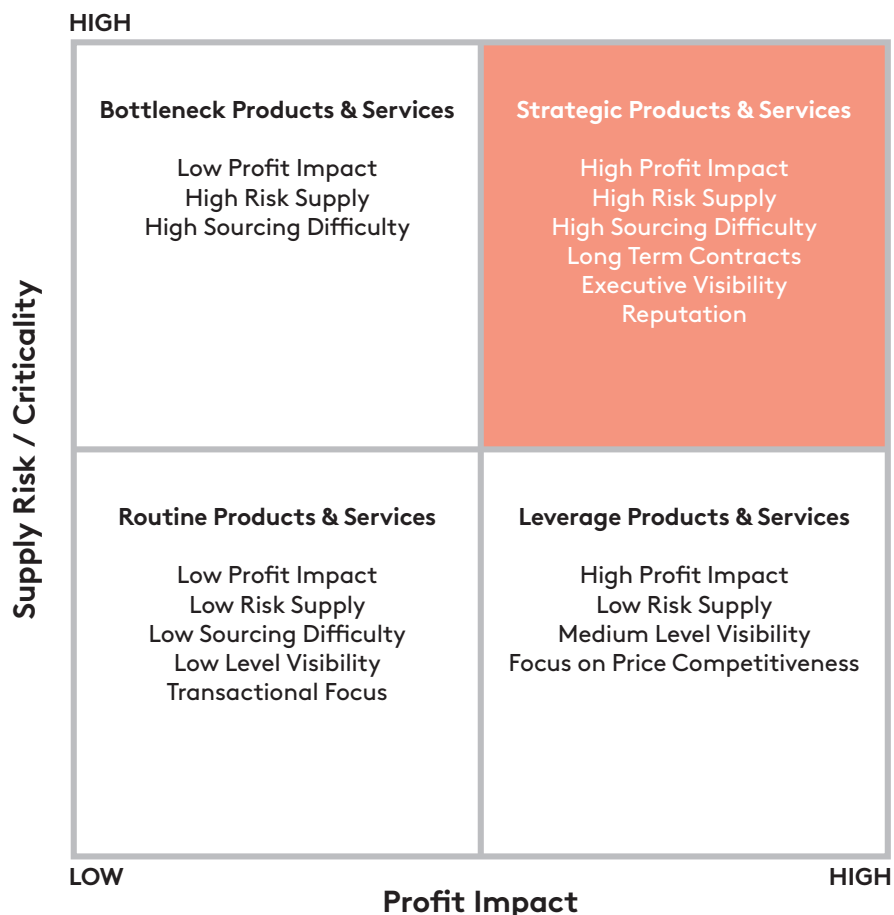 HIGH
Bottleneck Products & Services
Low Profit Impact
High Risk Supply
High Sourcing Difficulty
Strategic Products & Services
High Profit Impact
High Risk Supply
High Sourcing Difficulty
Long Term Contracts
Executive Visibility
Reputation
Supply Risk / Criticality
Routine Products & Services
Low Profit Impact
Low Risk Supply
Low Sourcing Difficulty
Low Level Visibility
Transactional Focus
Leverage Products & Services
High Profit Impact
Low Risk Supply
Medium Level Visibility
Focus on Price Competitiveness
LOW
HIGH
Profit Impact